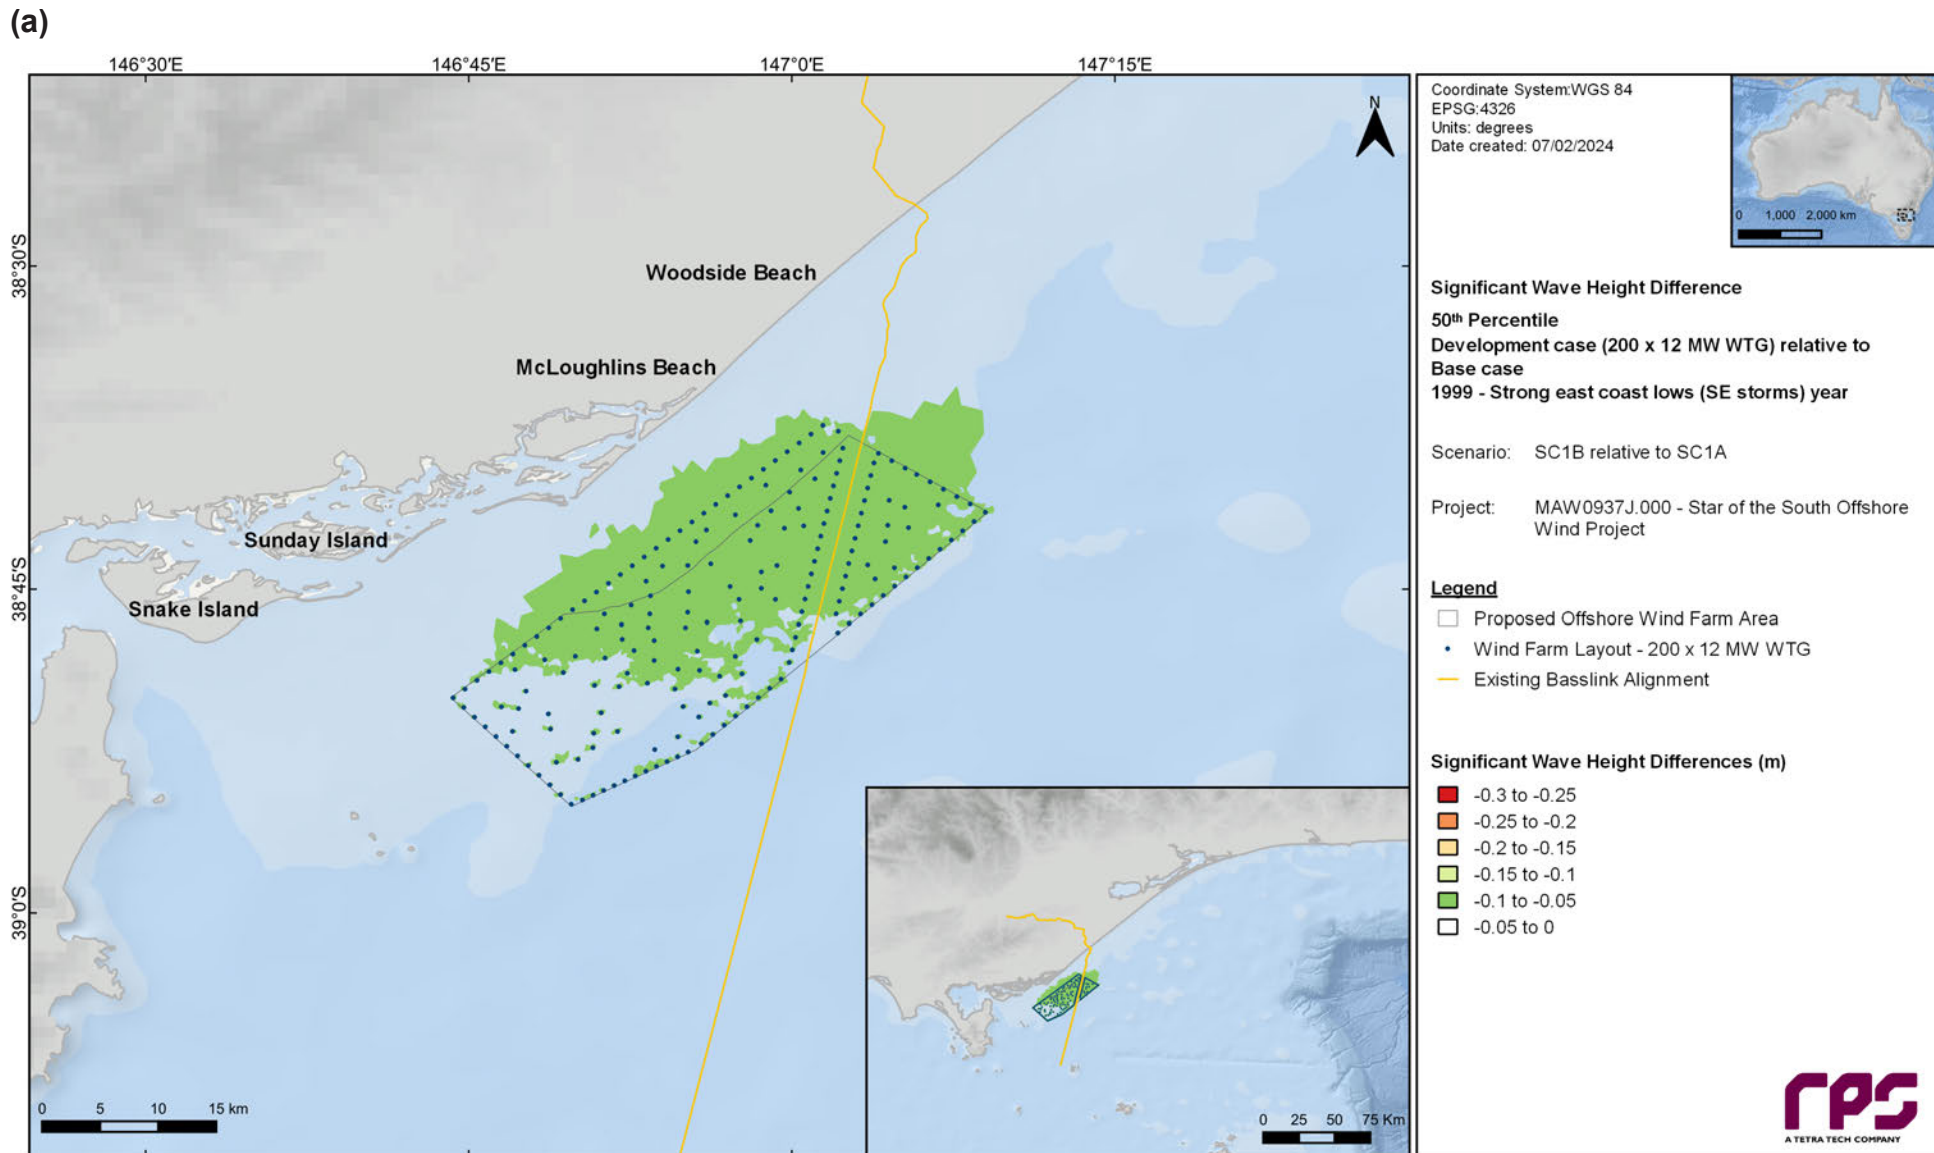 (a)
146°30'E
146°45'E
147°0'E
147°15'E
38°30'S
38°45'S
39°0'S
N
Woodside Beach
McLoughlins Beach
Sunday Island
Snake Island
0 5 10 15 km
0 25 50 75 Km
Coordinate System:WGS 84
EPSG:4326
Units: degrees
Date created: 07/02/2024
0 1,000 2,000 km
Significant Wave Height Difference
50th Percentile
Development case (200 x 12 MW WTG) relative to
Base case
1999 - Strong east coast lows (SE storms) year
Scenario: SC1B relative to SC1A
Project: MAW0937J.000 - Star of the South Offshore
Wind Project
Legend
Proposed Offshore Wind Farm Area
Wind Farm Layout - 200 x 12 MW WTG
Existing Basslink Alignment
Significant Wave Height Differences (m)
-0.3 to -0.25
-0.25 to -0.2
-0.2 to -0.15
-0.15 to -0.1
-0.1 to -0.05
-0.05 to 0
rps
A TETRA TECH COMPANY